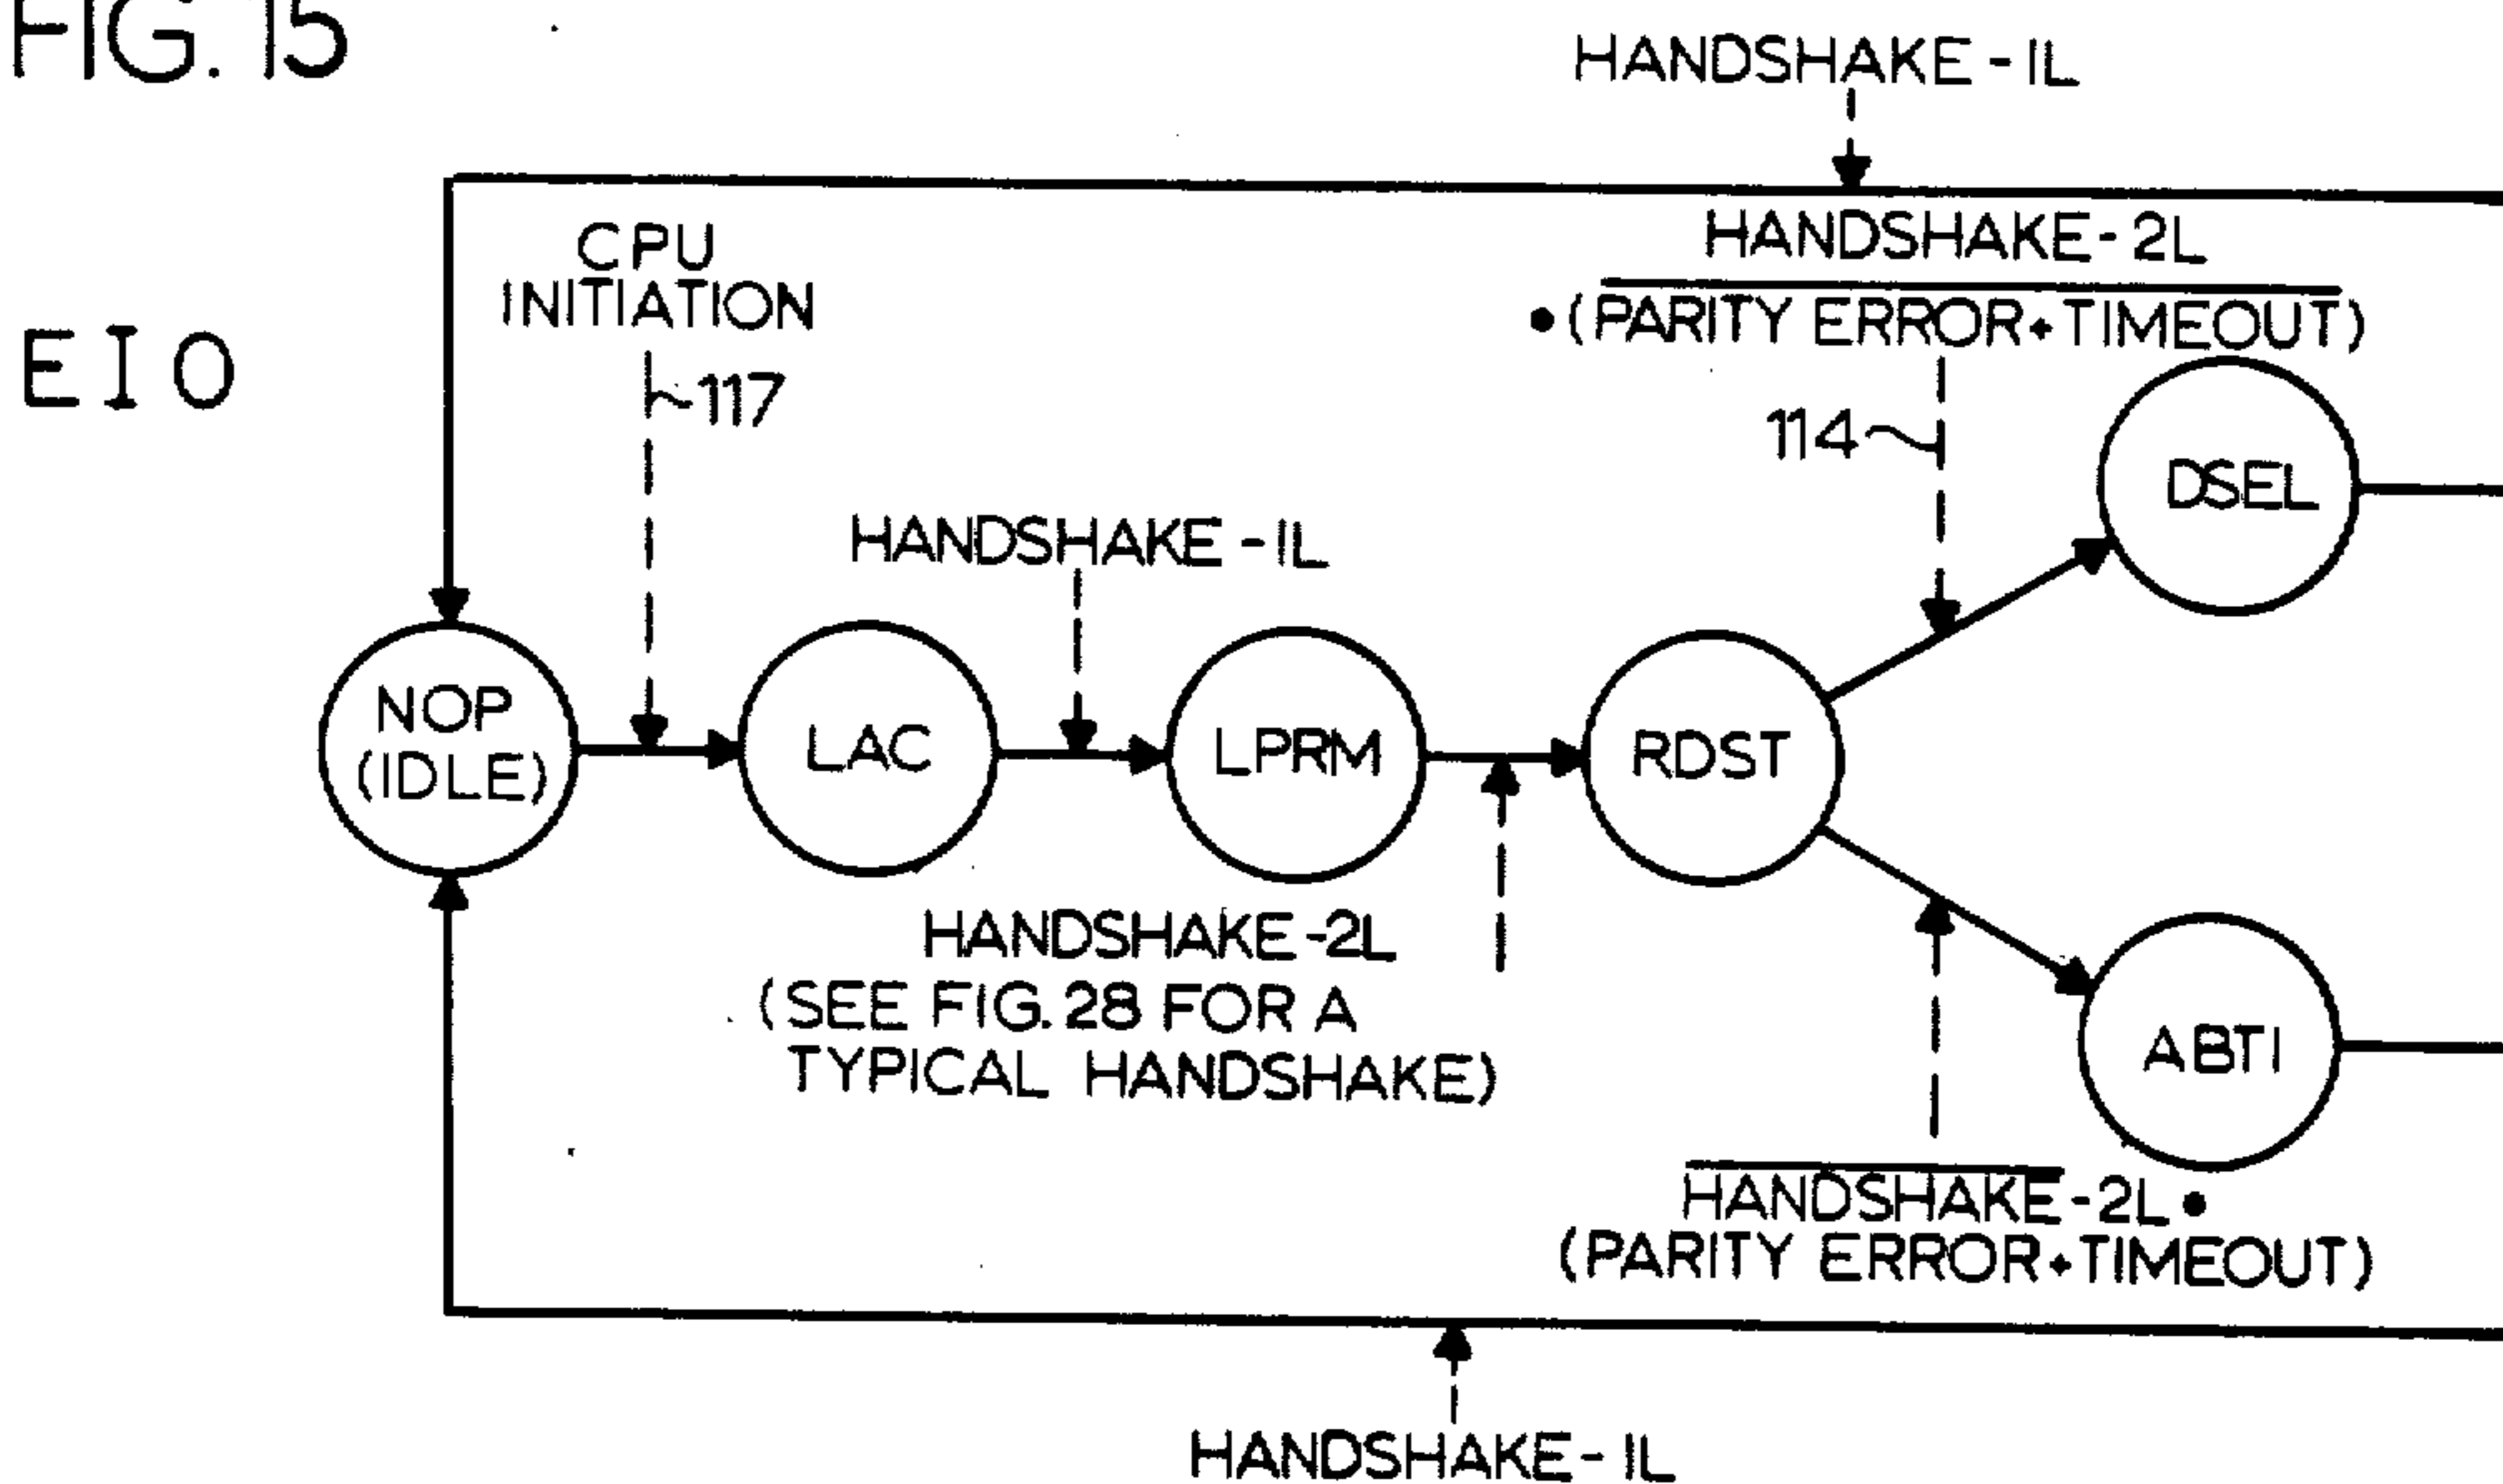 FIG. 15
HANDSHAKE - 1L
HANDSHAKE - 2L
• (PARITY ERROR + TIMEOUT)
CPU
INITIATION
117
EIO
114
DSEL
HANDSHAKE - 1L
NOP
(IDLE)
LAC
LPRM
RDST
HANDSHAKE -2L
(SEE FIG. 28 FOR A
TYPICAL HANDSHAKE)
ABTI
HANDSHAKE -2L •
(PARITY ERROR + TIMEOUT)
HANDSHAKE - 1L